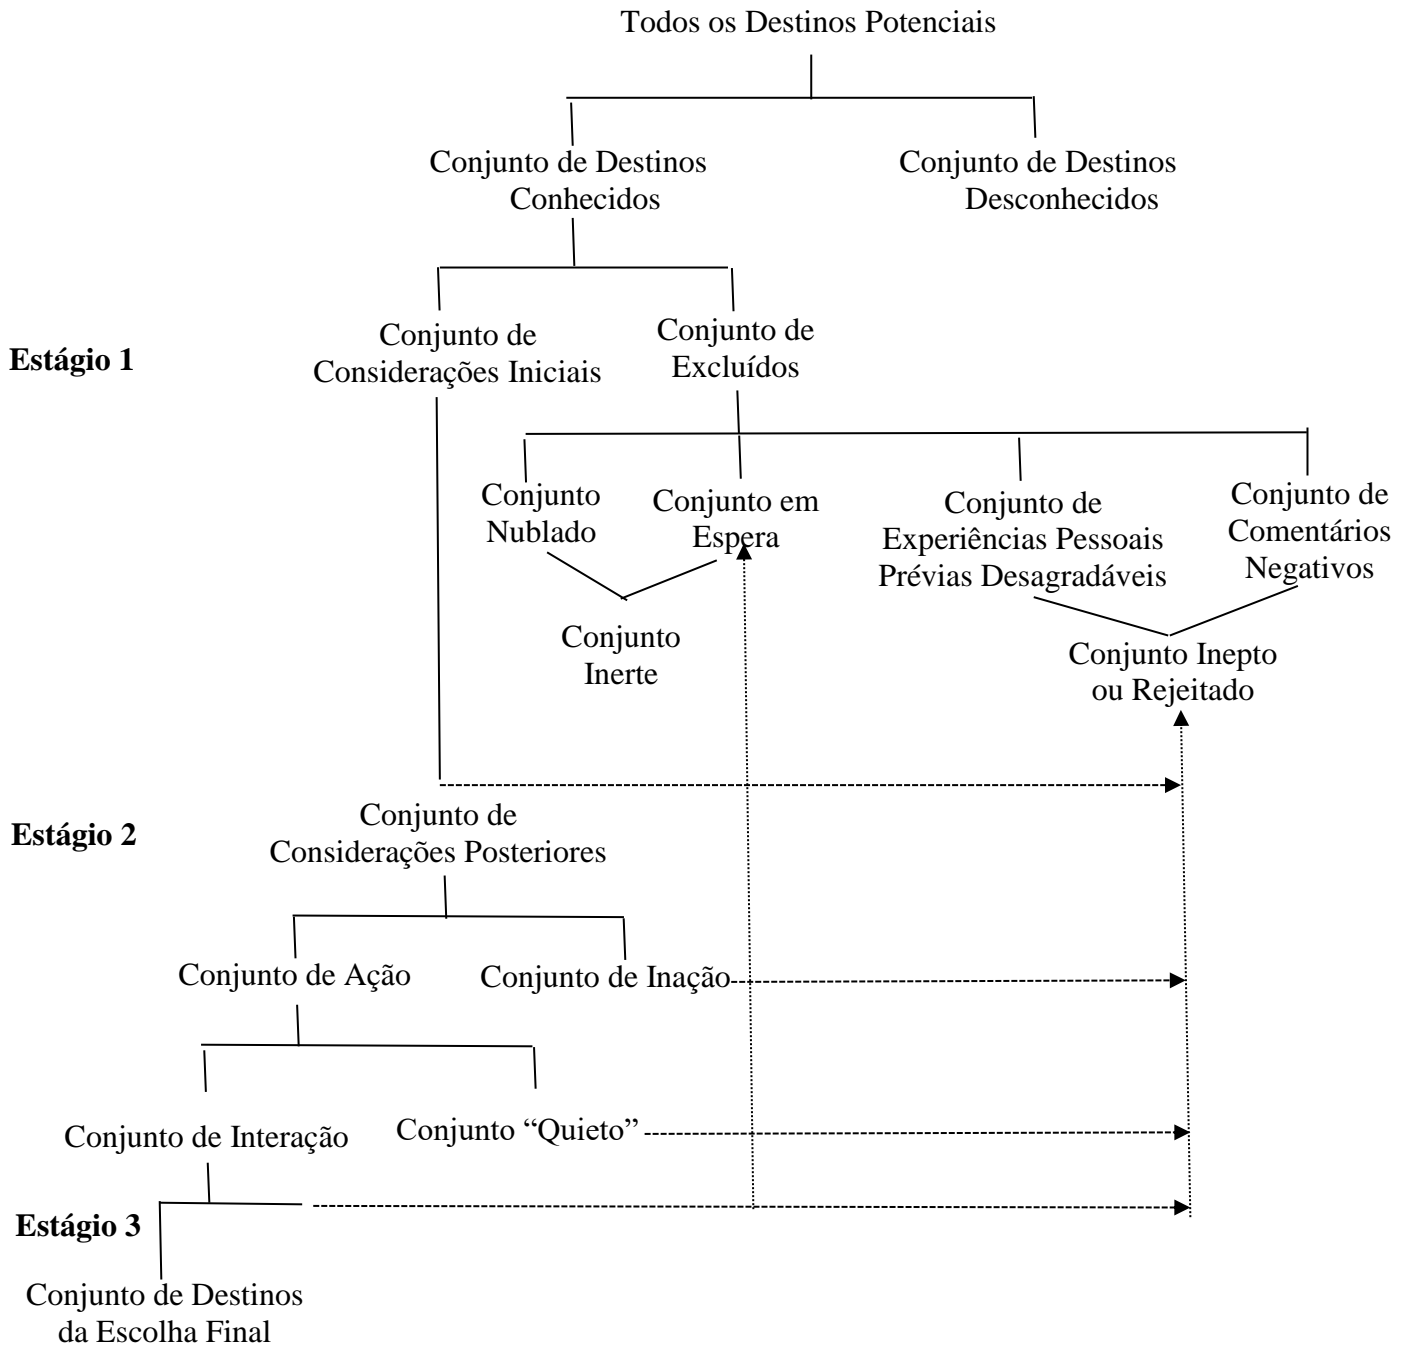 Todos os Destinos Potenciais
Conjunto de Destinos
Conhecidos
Conjunto de Destinos
Desconhecidos
Estágio 1
Conjunto de
Considerações Iniciais
Conjunto de
Excluídos
Conjunto
Nublado
Conjunto em
Espera
Conjunto de
Experiências Pessoais
Prévias Desagradáveis
Conjunto de
Comentários
Negativos
Conjunto
Inerte
Conjunto Inepto
ou Rejeitado
Estágio 2
Conjunto de
Considerações Posteriores
Conjunto de Ação
Conjunto de Inação
Conjunto de Interação
Conjunto “Quieto”
Estágio 3
Conjunto de Destinos
da Escolha Final